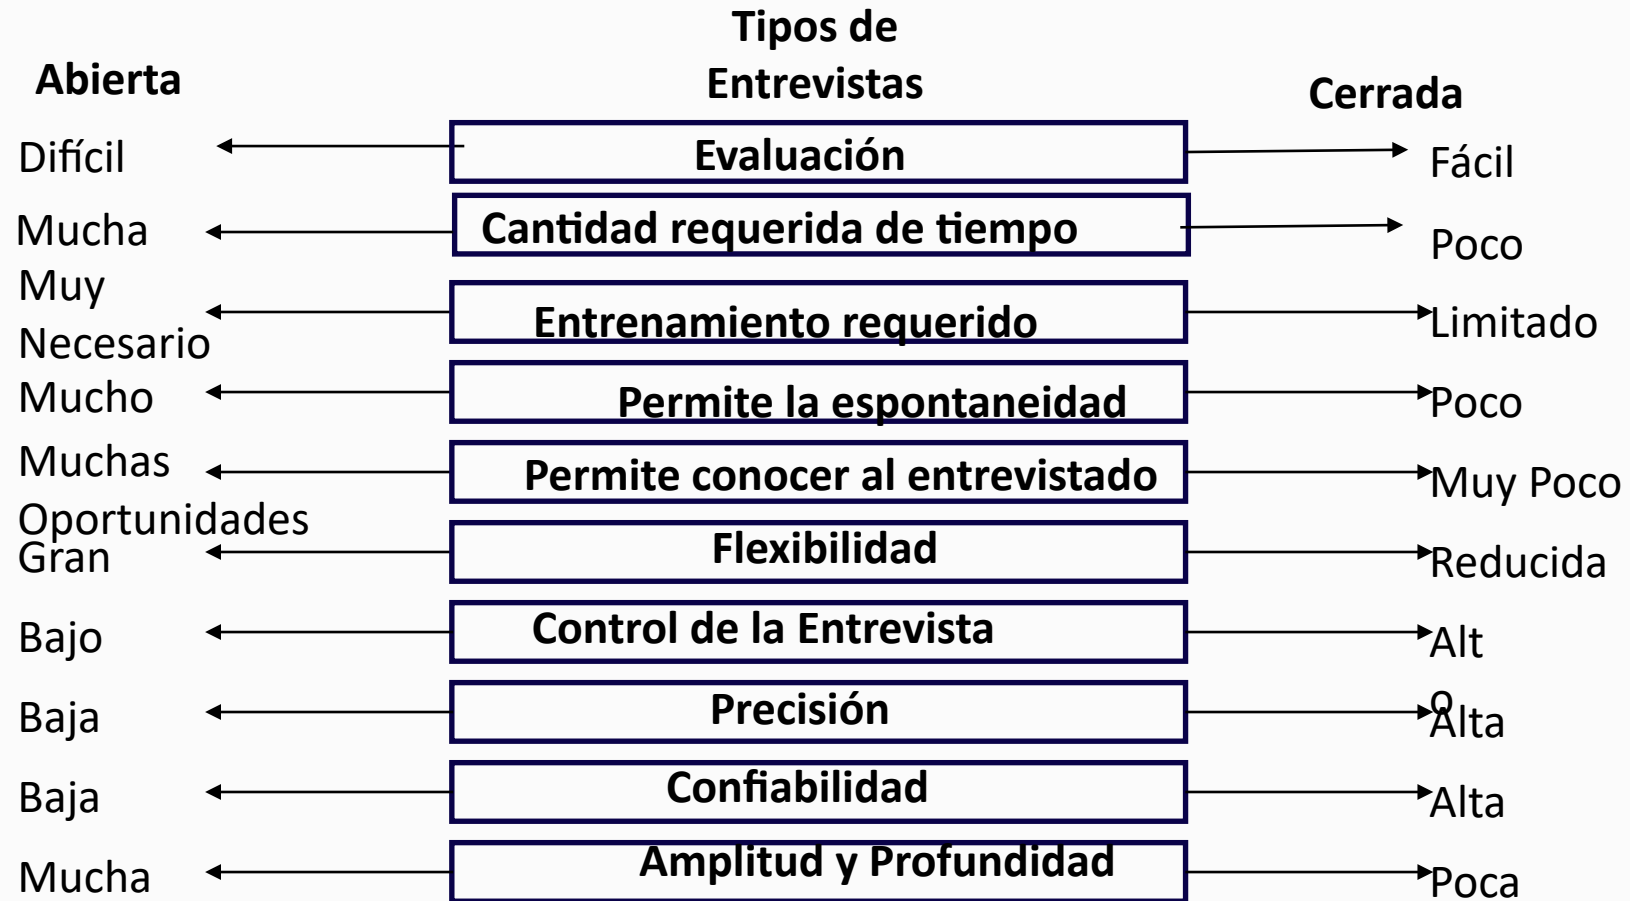 Tipos de
Entrevistas
Abierta
Cerrada
Difícil
Evaluación
Fácil
Mucha
Cantidad requerida de tiempo
Poco
Muy
Necesario
Entrenamiento requerido
Limitado
Mucho
Permite la espontaneidad
Poco
Muchas
Oportunidades
Permite conocer al entrevistado
Muy Poco
Gran
Flexibilidad
Reducida
Bajo
Control de la Entrevista
Alt
o
Baja
Precisión
Alta
Baja
Confiabilidad
Alta
Mucha
Amplitud y Profundidad
Poca